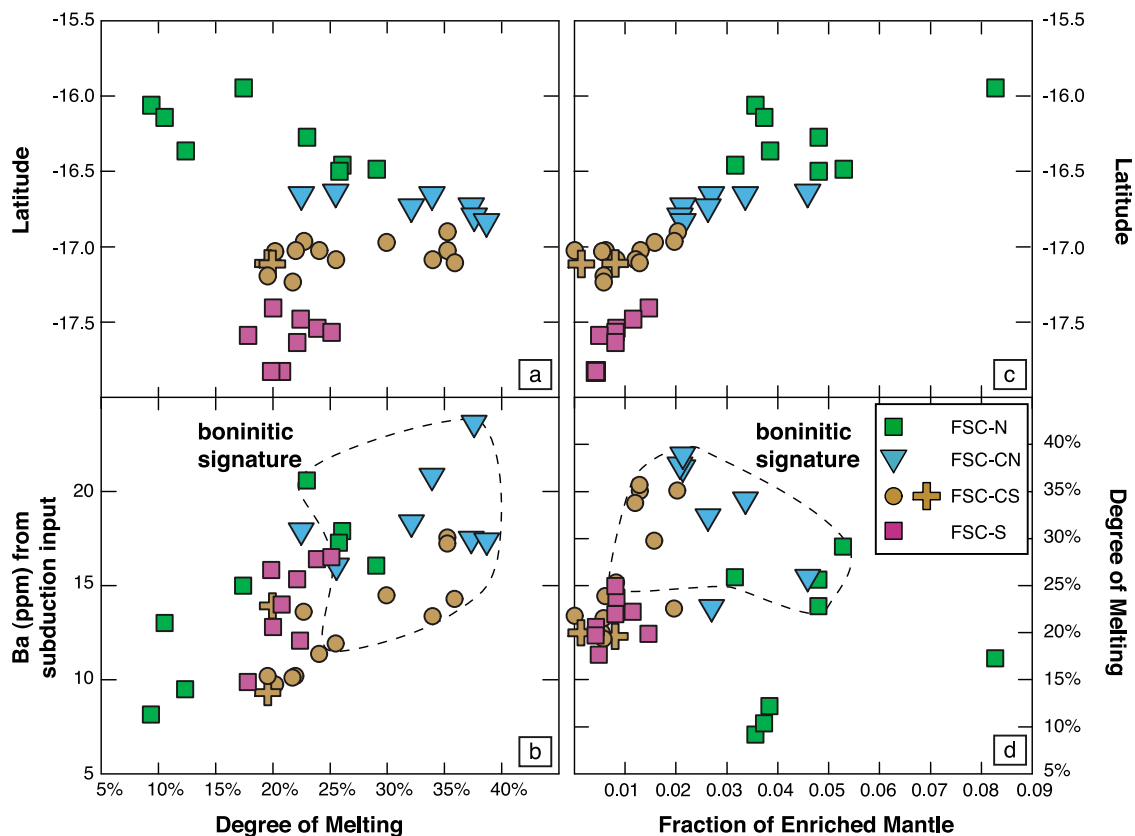 -15.5
-16.0
-16.5
-17.0
-17.5
Latitude
a
-15.5
-16.0
-16.5
-17.0
-17.5
Latitude
c
20
15
10
5
Ba (ppm) from
subduction input
boninitic
signature
b
5% 10% 15% 20% 25% 30% 35% 40%
Degree of Melting
boninitic
signature
FSC-N
FSC-CN
FSC-CS
FSC-S
40%
35%
30%
25%
20%
15%
10%
5%
Degree of Melting
d
0.01 0.02 0.03 0.04 0.05 0.06 0.07 0.08 0.09
Fraction of Enriched Mantle